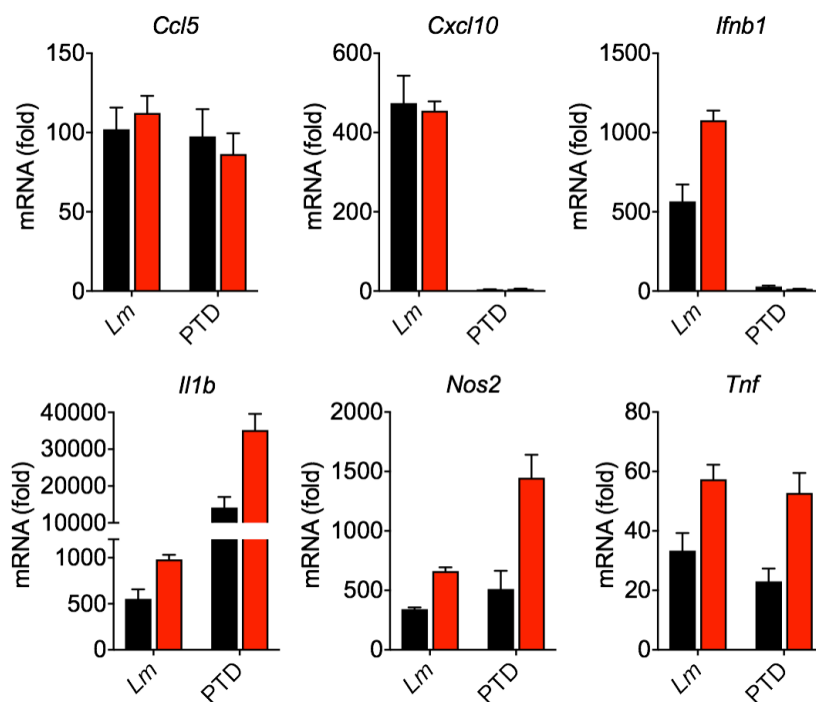 Ccl5
Cxcl10
Ifnb1
mRNA (fold)
150
100
50
0
Lm
PTD
mRNA (fold)
600
400
200
0
Lm
PTD
mRNA (fold)
1500
1000
500
0
Lm
PTD
Il1b
Nos2
Tnf
mRNA (fold)
40000
30000
20000
10000
1000
500
0
Lm
PTD
mRNA (fold)
2000
1500
1000
500
0
Lm
PTD
mRNA (fold)
80
60
40
20
0
Lm
PTD